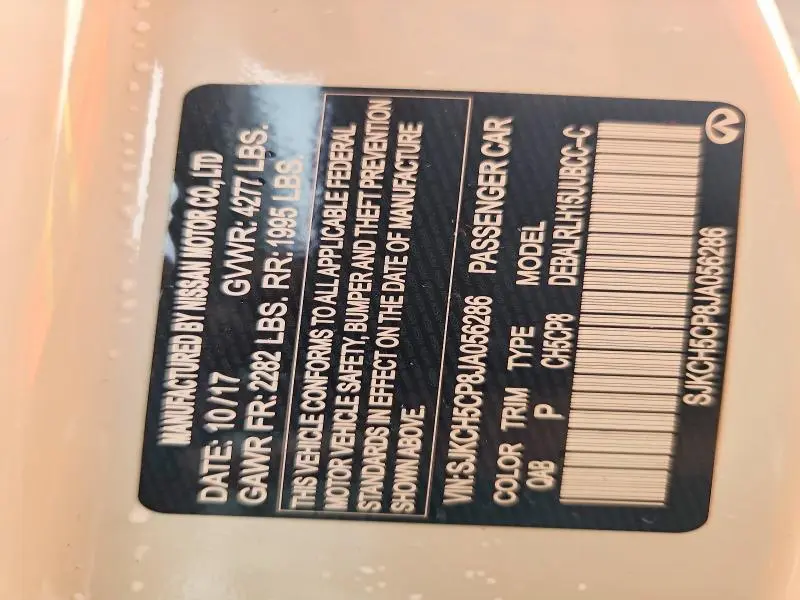 MANUFACTURED BY NISSAN MOTOR CO., LTD
DATE: 10/17 GVWR: 4277 LBS.
GAWR FR: 2282 LBS. RR: 1995 LBS.
THIS VEHICLE CONFORMS TO ALL APPLICABLE FEDERAL
MOTOR VEHICLE SAFETY, BUMPER AND THEFT PREVENTION
STANDARDS IN EFFECT ON THE DATE OF MANUFACTURE
SHOWN ABOVE.
VIN: SJKCH5CP8JA056286 PASSENGER CAR
COLOR TRIM TYPE MODEL
QAB P CH5CP8 DEBALRLH15UUBCC-C
SJKCH5CP8JA056286